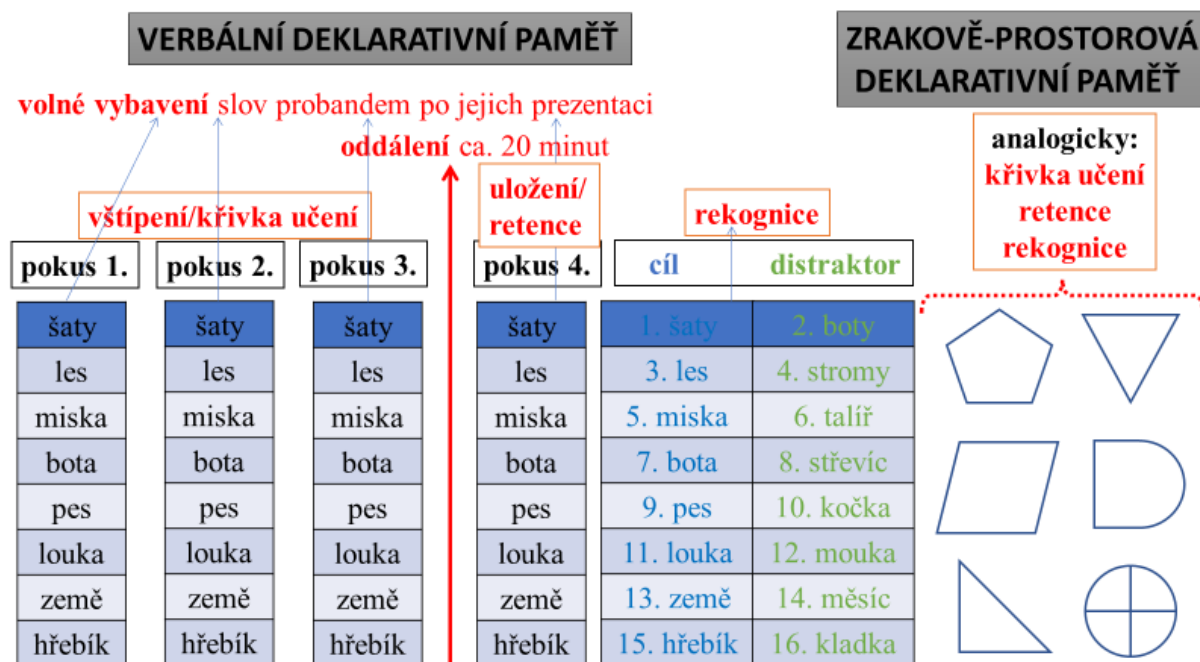 VERBÁLNÍ DEKLARATIVNÍ PAMĚŤ
volné vybavení slov probandem po jejich prezentaci
oddálení ca. 20 minut
vštípení/křivka učení
uložení/
retence
rekognice
pokus 1. pokus 2. pokus 3. pokus 4. cíl distraktor
šaty šaty šaty šaty 1. šaty 2. boty
les les les les 3. les 4. stromy
miska miska miska miska 5. miska 6. talíř
bota bota bota bota 7. bota 8. střevíc
pes pes pes pes 9. pes 10. kočka
louka louka louka louka 11. louka 12. mouka
země země země země 13. země 14. měsíc
hřebík hřebík hřebík hřebík 15. hřebík 16. kladka
ZRAKOVĚ-PROSTOROVÁ
DEKLARATIVNÍ PAMĚŤ
analogicky:
křivka učení
retence
rekognice